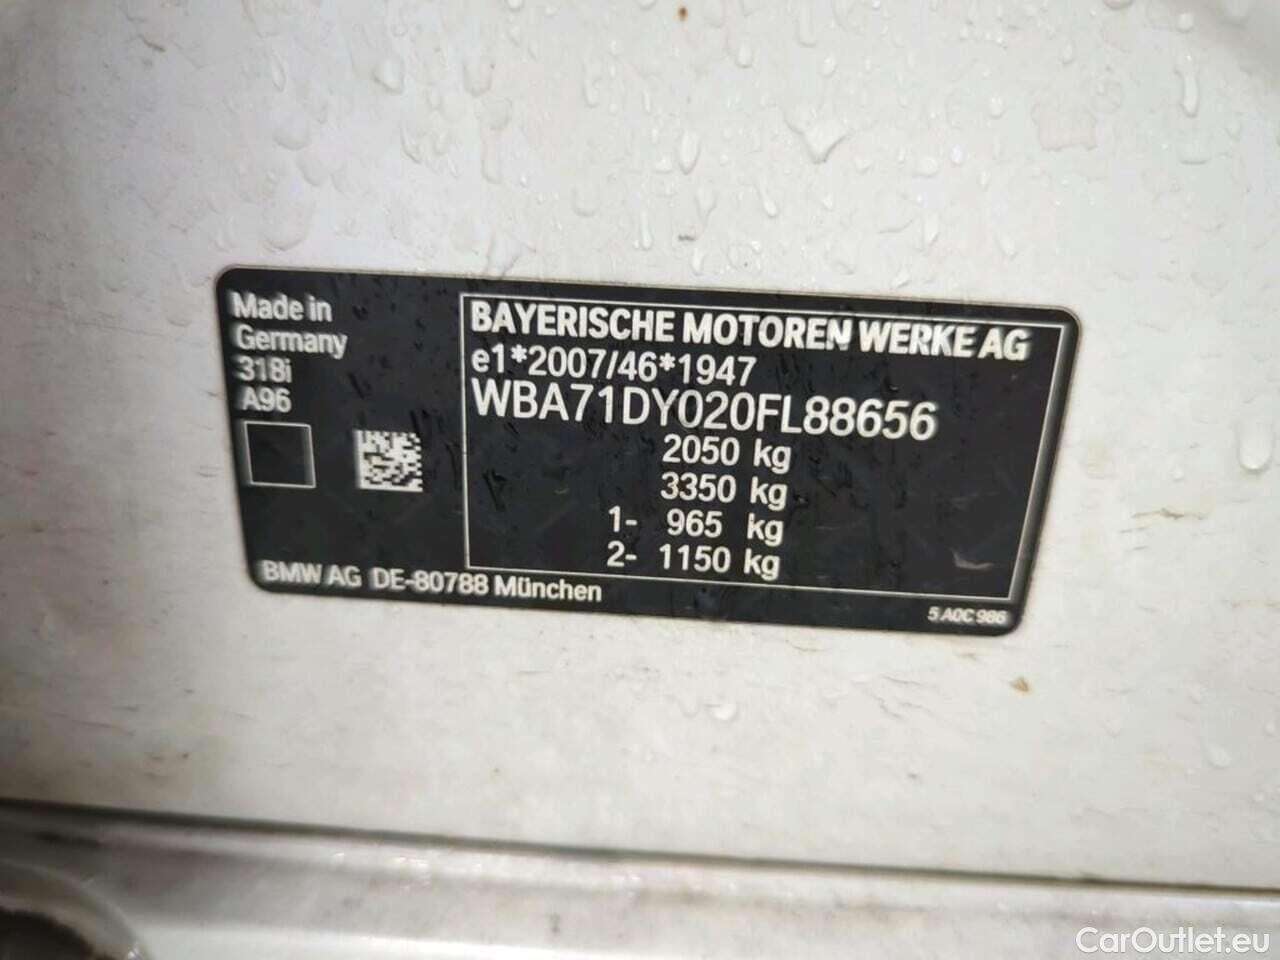 Made in
Germany
318i
A96
BAYERISCHE MOTOREN WERKE AG
e1*2007/46*1947
WBA71DY020FL88656
2050 kg
3350 kg
1- 965 kg
2- 1150 kg
BMW AG DE-80788 München
5 A0C 986
CarOutlet.eu